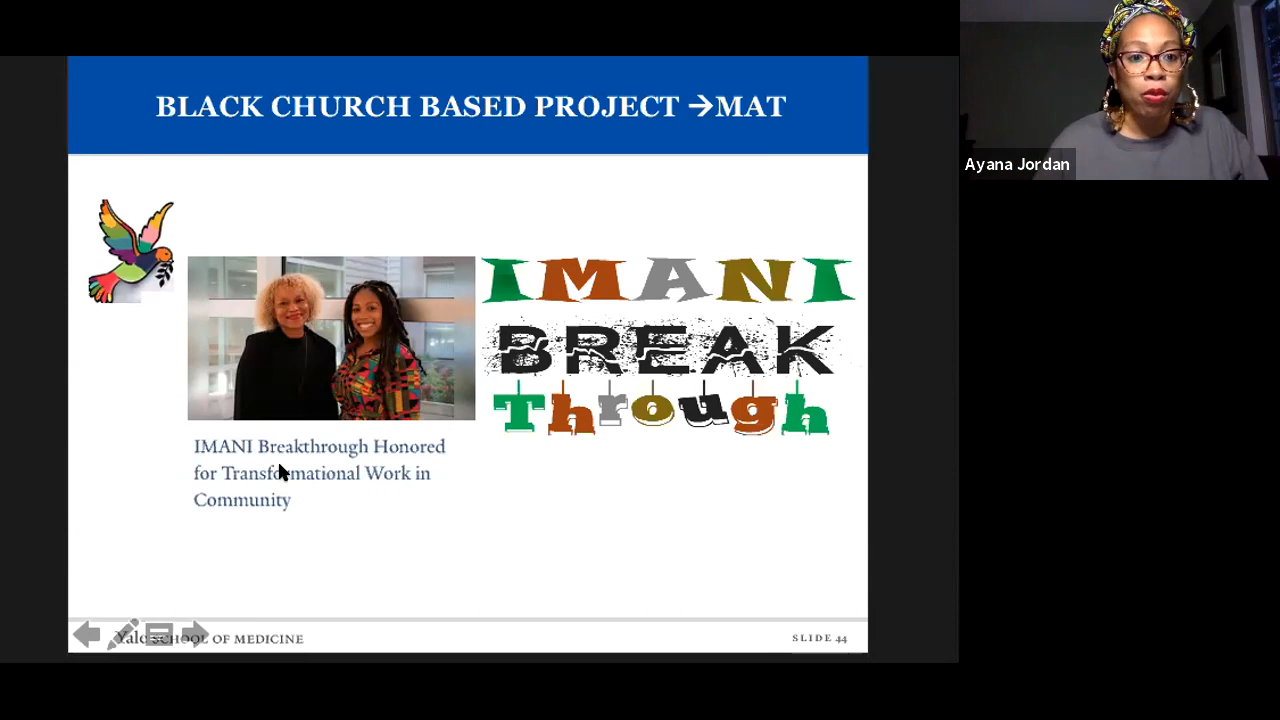 BLACK CHURCH BASED PROJECT →MAT
Ayana Jordan
IMANI
BREAK
Through
IMANI Breakthrough Honored
for Transformational Work in
Community
Yale SCHOOL OF MEDICINE
SLIDE 44